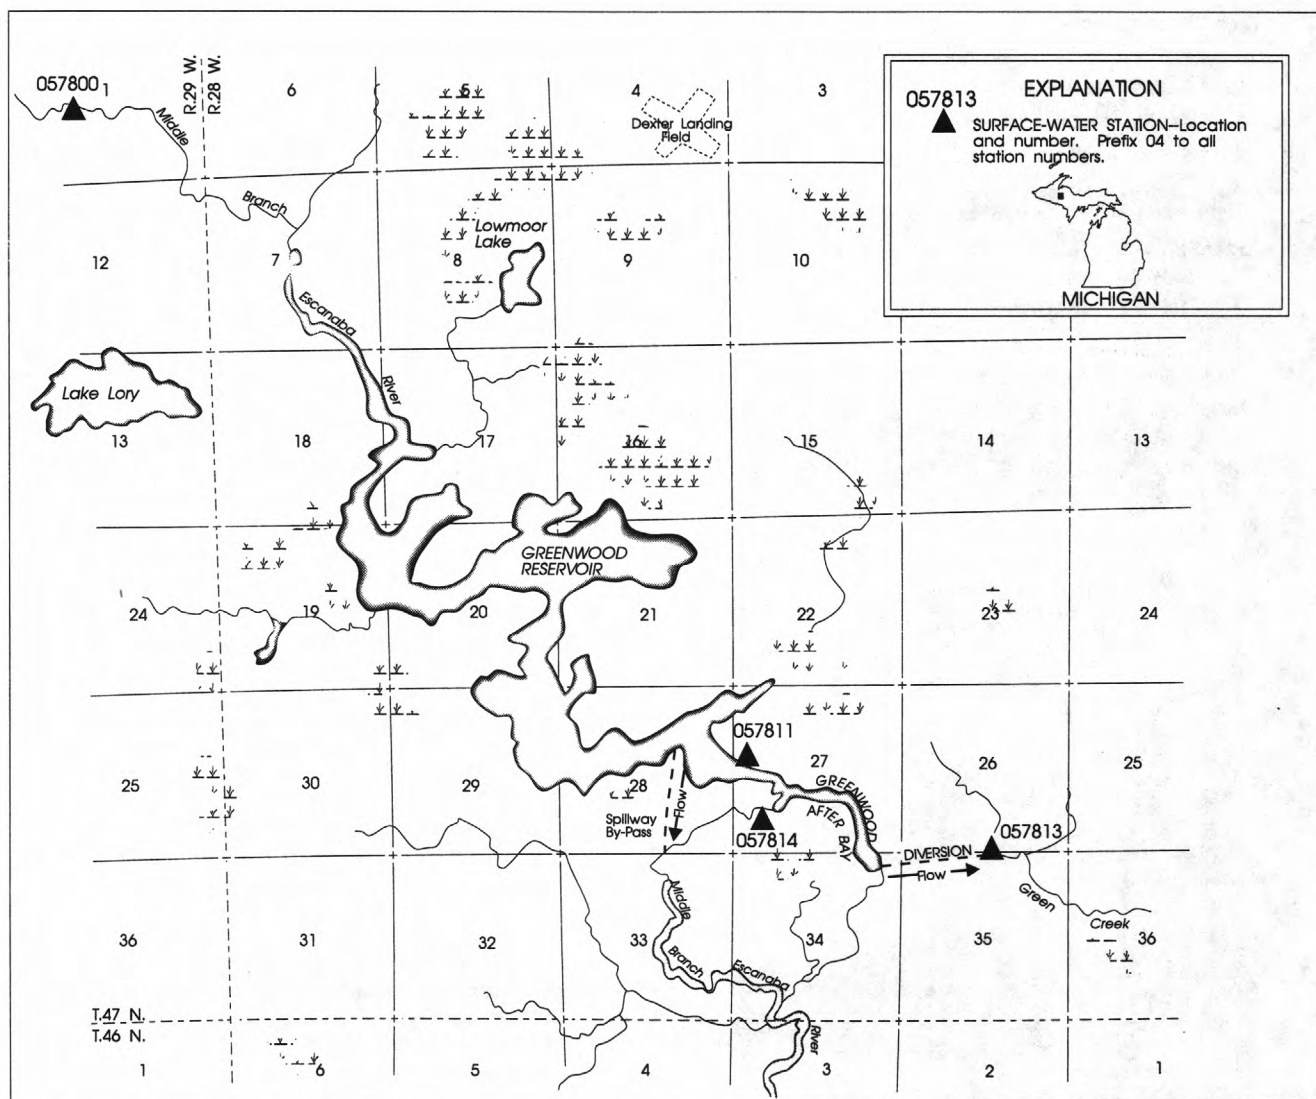 057800
1
R.29 W.
R.28 W.
6
5
4
3
Dexter Landing
Field
EXPLANATION
057813
SURFACE-WATER STATION—Location
and number. Prefix 04 to all
station numbers.
MICHIGAN
Middle
Branch
12
7
Lowmoor
Lake
8
9
10
Escanaba
River
Lake Lory
13
18
17
16
15
14
13
GREENWOOD
RESERVOIR
24
19
20
21
22
23
24
057811
25
30
29
28
27
26
25
GREENWOOD
AFTER BAY
Spillway
By-Pass
Flow
057814
057813
DIVERSION
Flow
Green
Creek
Middle
Branch
Escanaba
River
36
31
32
33
34
35
36
T.47 N.
T.46 N.
1
6
5
4
3
2
1